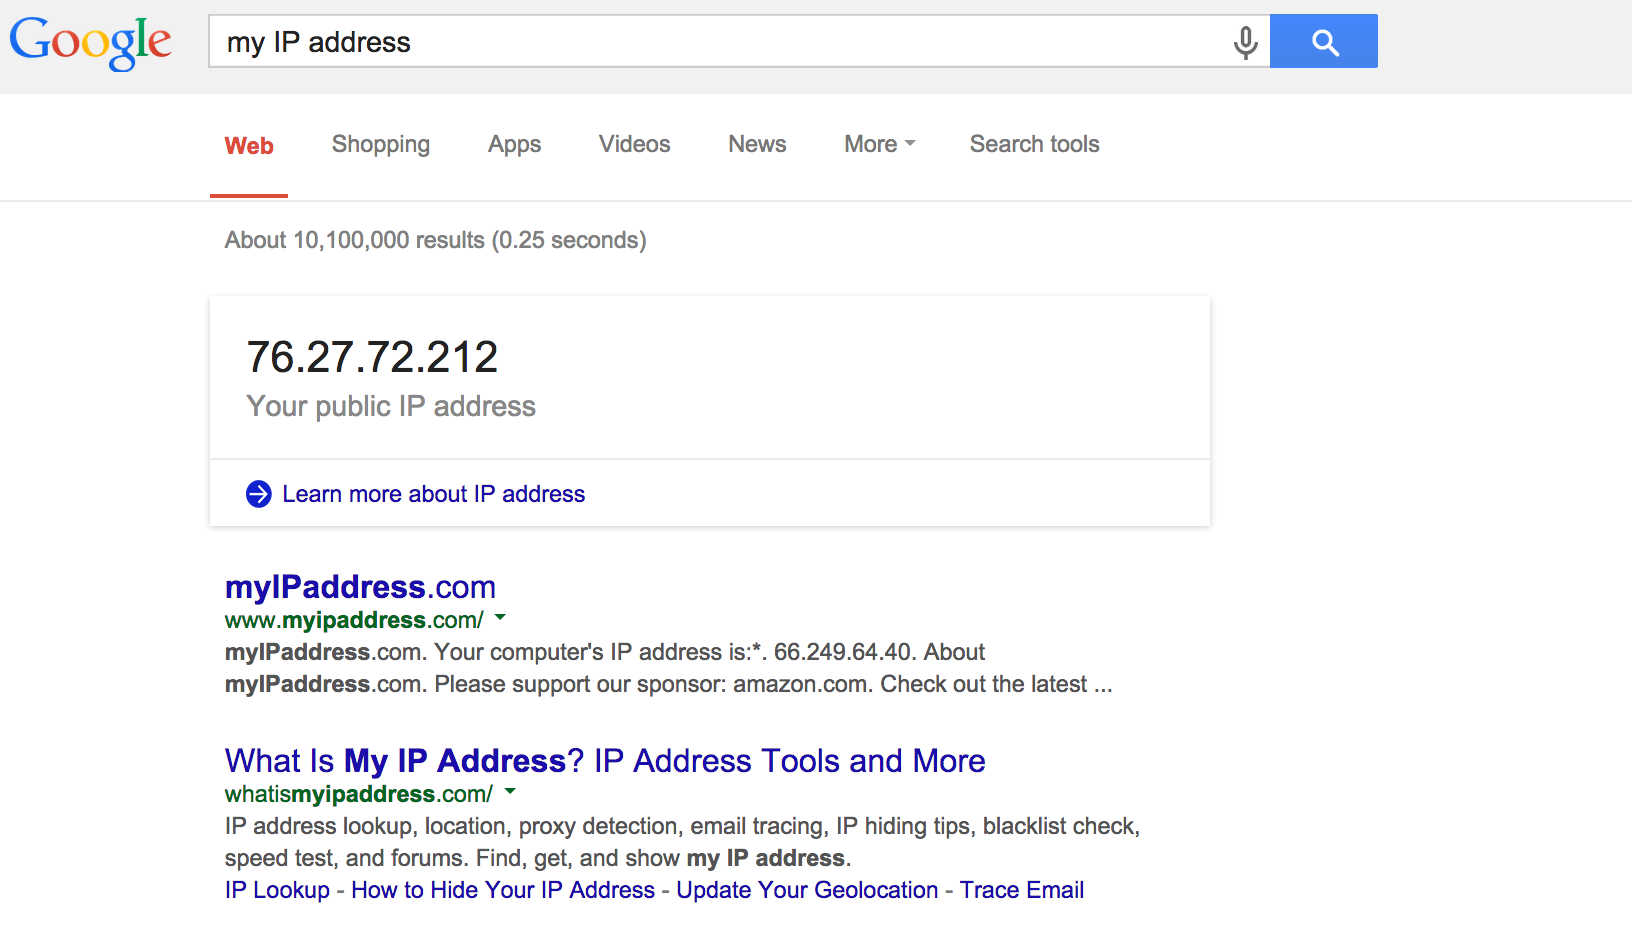 Google my IP address
Web Shopping Apps Videos News More Search tools
About 10,100,000 results (0.25 seconds)
76.27.72.212
Your public IP address
Learn more about IP address
myIPaddress.com
www.myipaddress.com/
myIPaddress.com. Your computer's IP address is:*. 66.249.64.40. About
myIPaddress.com. Please support our sponsor: amazon.com. Check out the latest ...
What Is My IP Address? IP Address Tools and More
whatismyipaddress.com/
IP address lookup, location, proxy detection, email tracing, IP hiding tips, blacklist check,
speed test, and forums. Find, get, and show my IP address.
IP Lookup - How to Hide Your IP Address - Update Your Geolocation - Trace Email